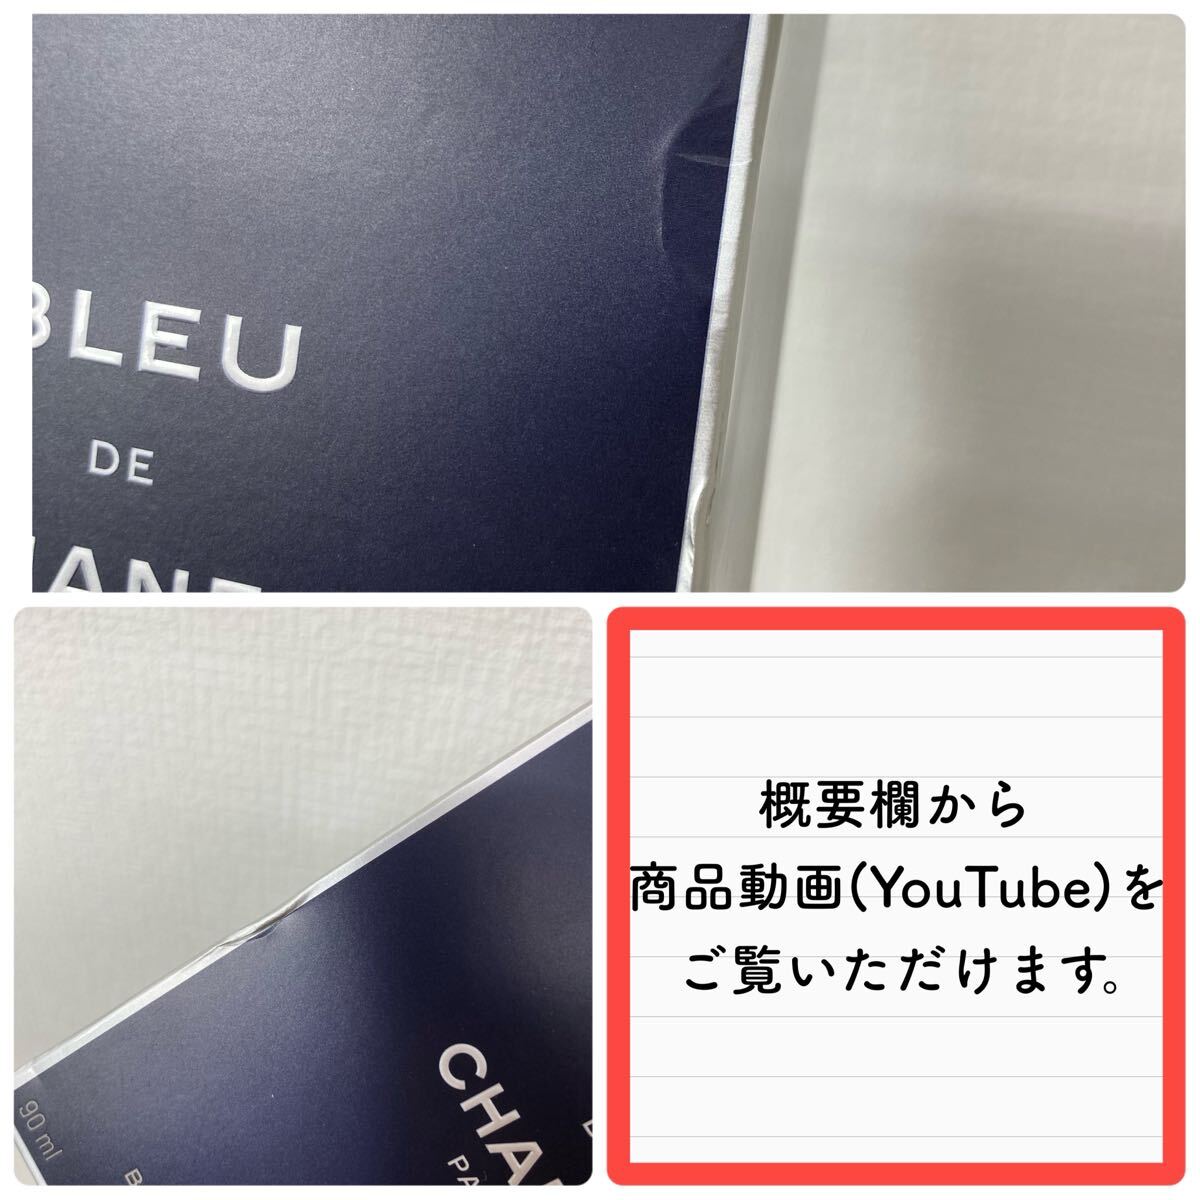 BLEU
DE
90 ml
概要欄から
商品動画(YouTube)を
ご覧いただけます。